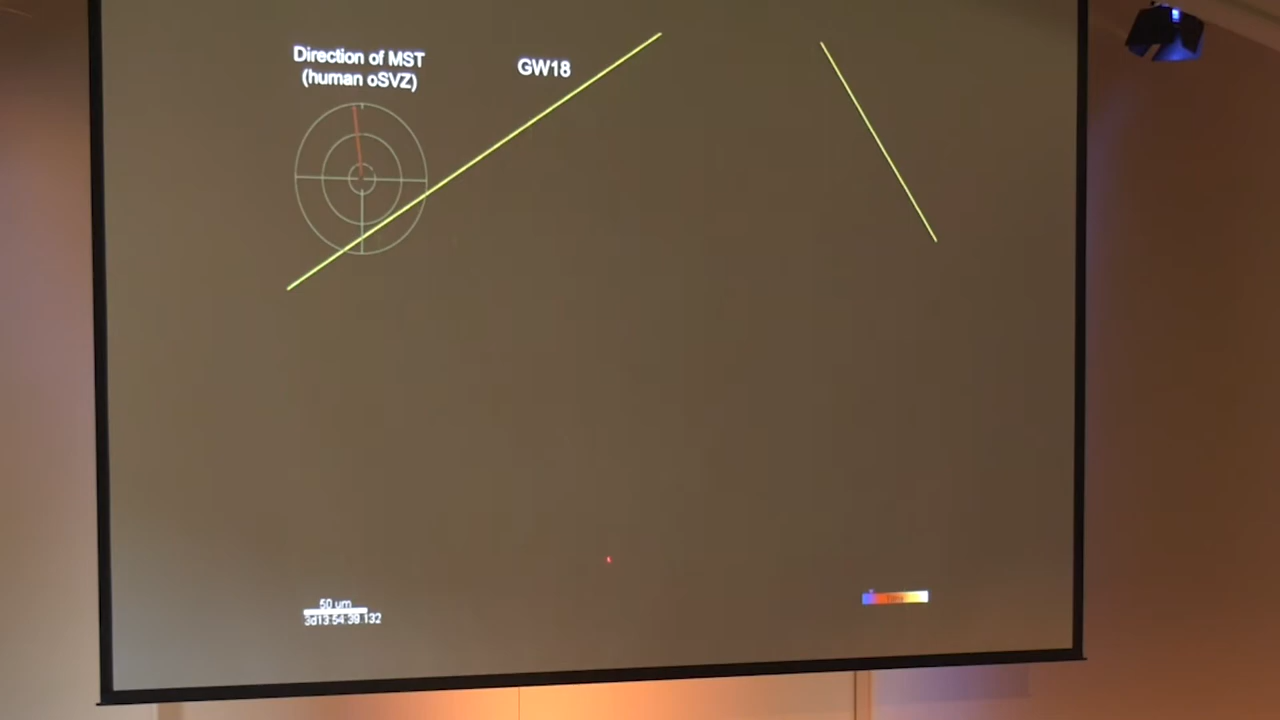 Direction of MST
(human oSVZ)
GW18
50 um
3d13:54:39.132